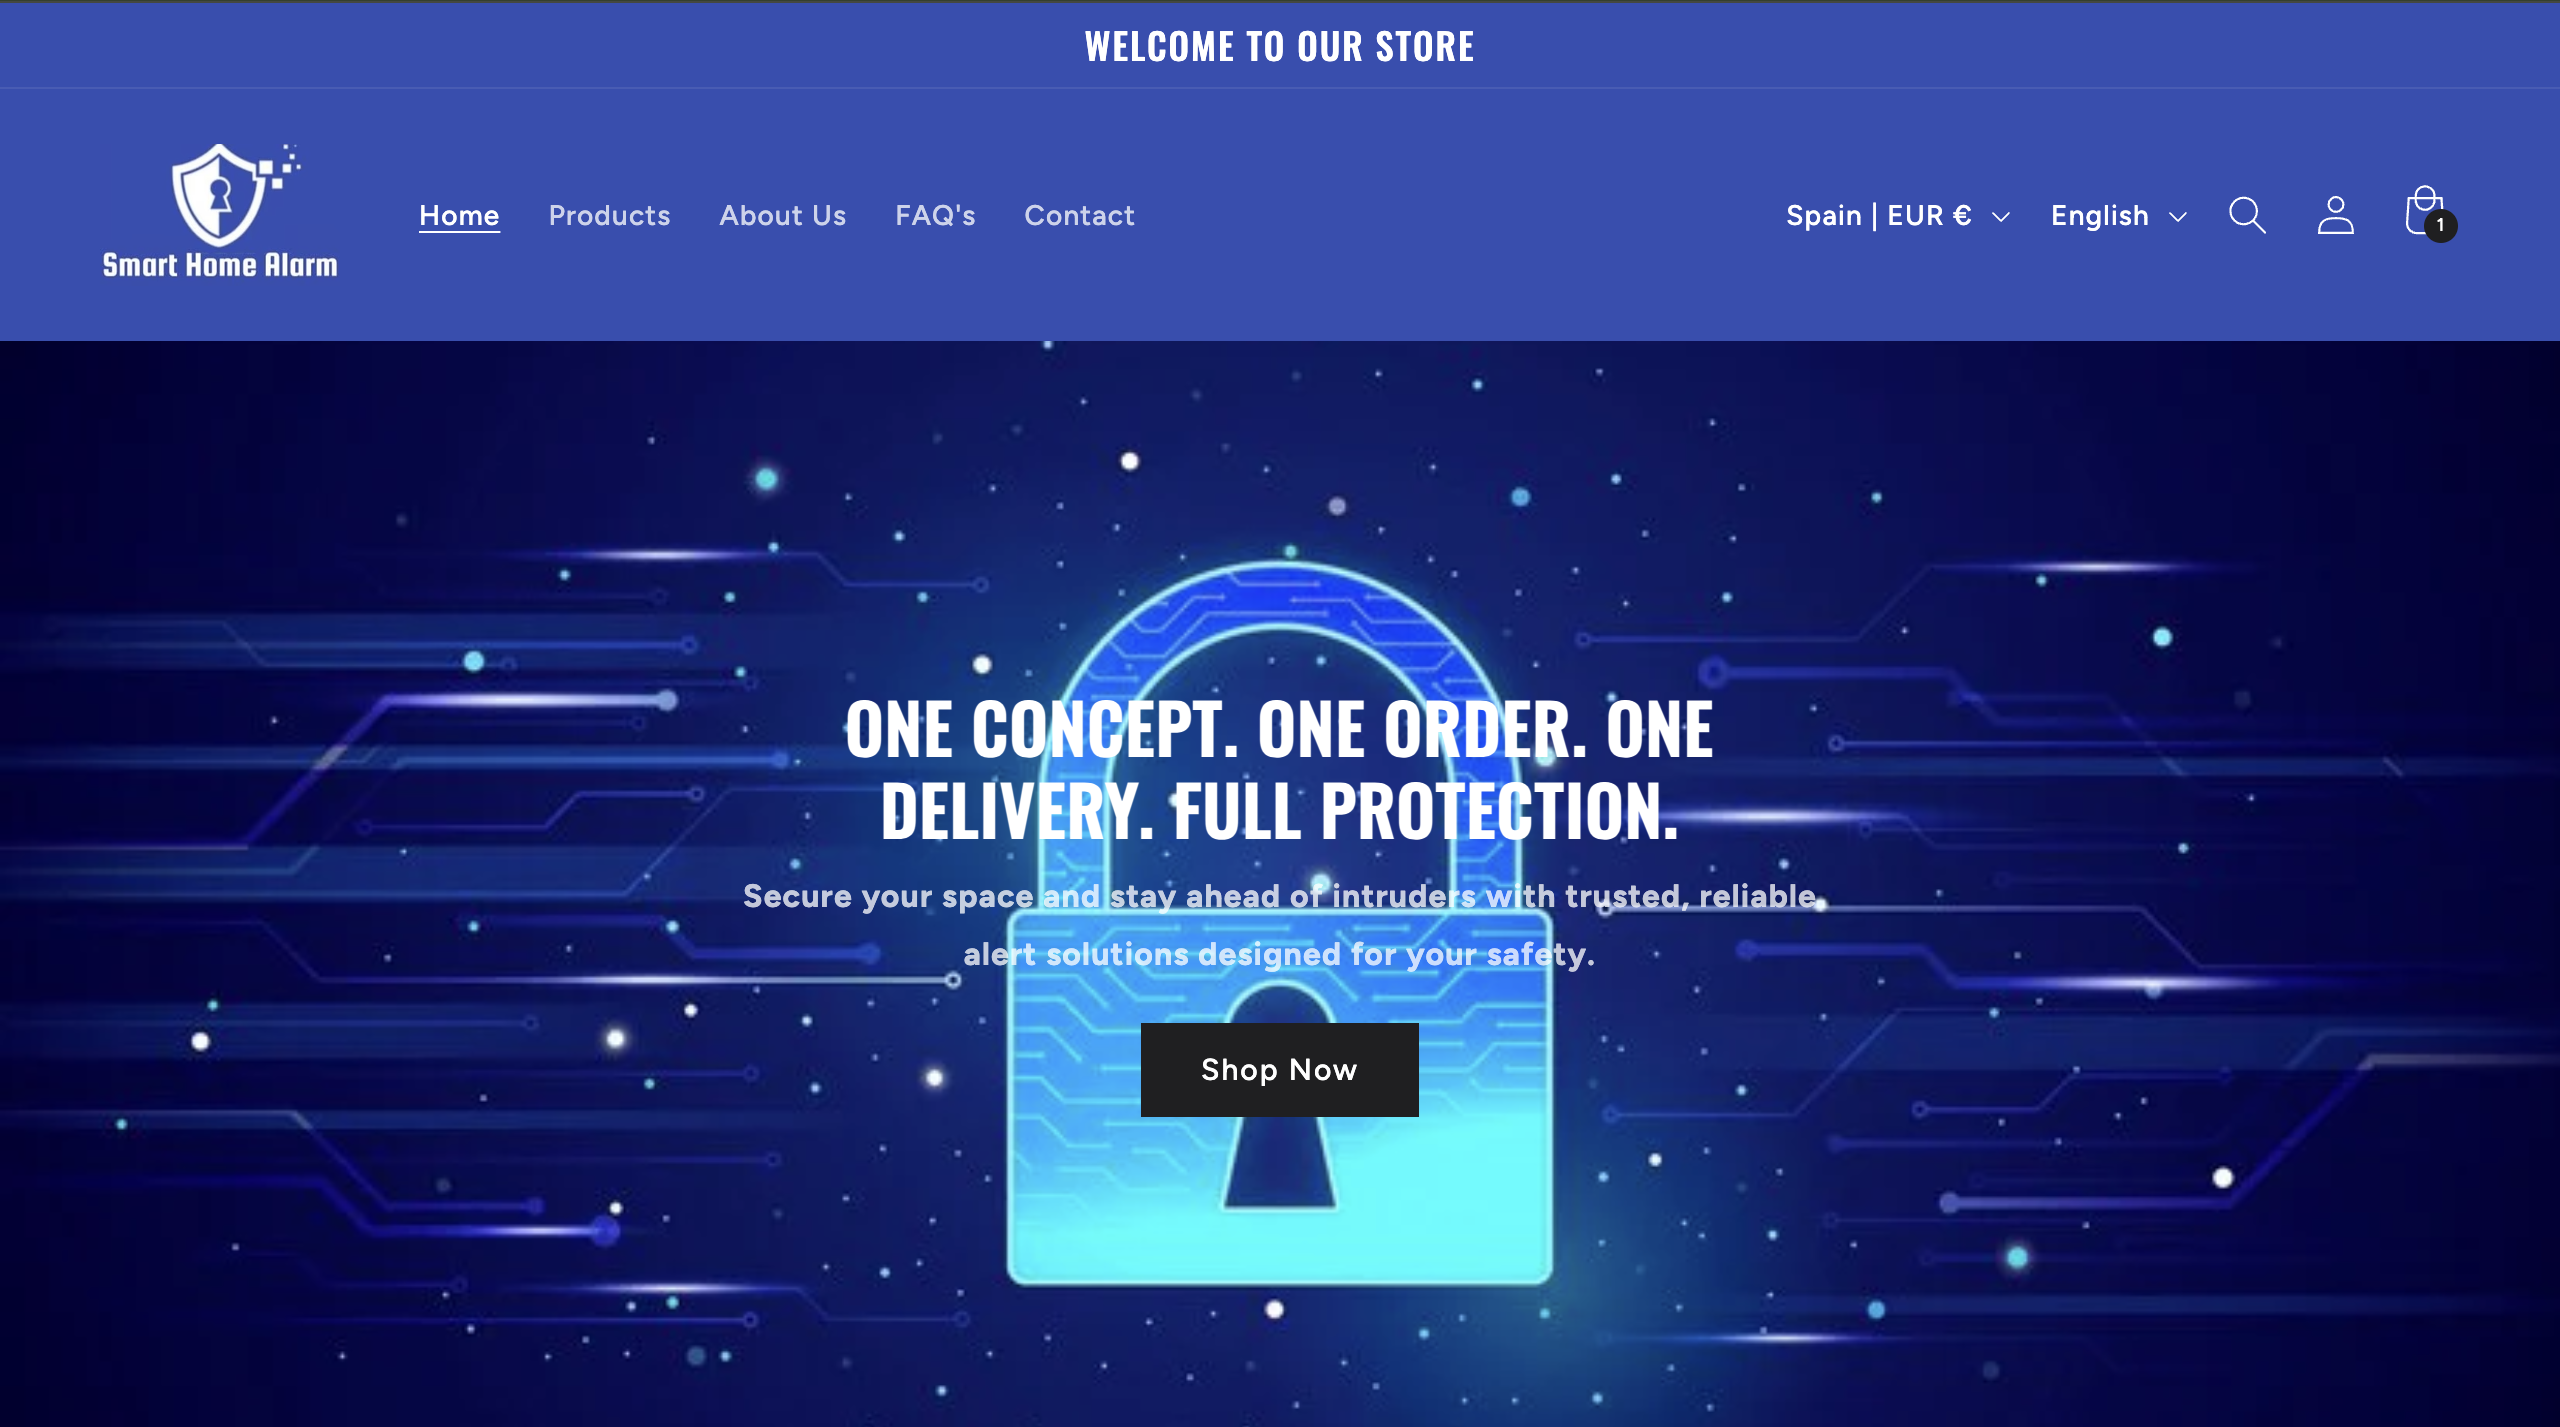 WELCOME TO OUR STORE
Smart Home Alarm
Home
Products
About Us
FAQ's
Contact
Spain | EUR €
English
1
ONE CONCEPT. ONE ORDER. ONE
DELIVERY. FULL PROTECTION.
Secure your space and stay ahead of intruders with trusted, reliable
alert solutions designed for your safety.
Shop Now